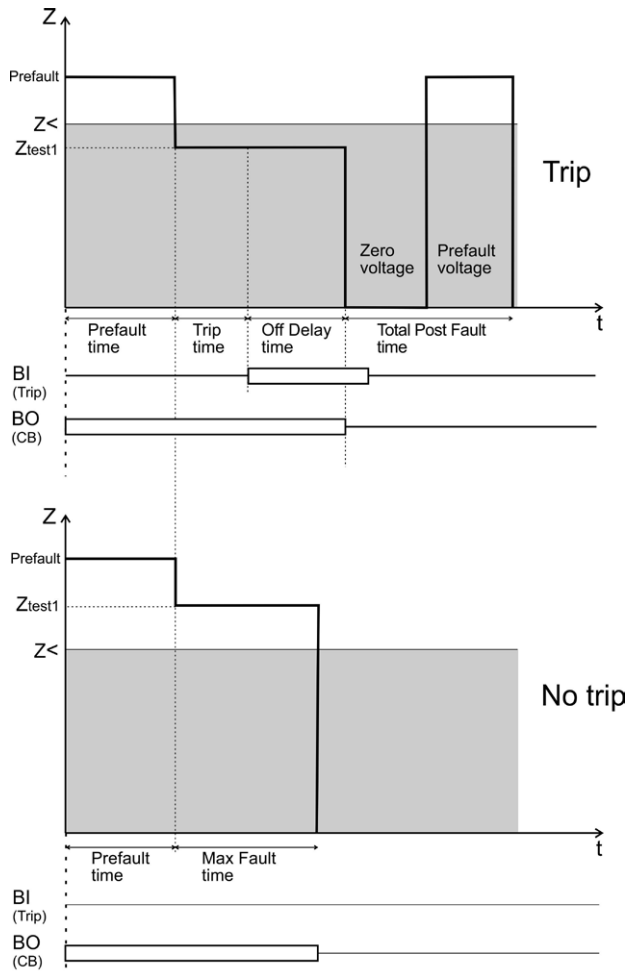 Z
Prefault
Z<
Ztest1
Trip
Zero
voltage
Prefault
voltage
t
Prefault
time
Trip
time
Off Delay
time
Total Post Fault
time
BI
(Trip)
BO
(CB)
Z
Prefault
Ztest1
Z<
No trip
t
Prefault
time
Max Fault
time
BI
(Trip)
BO
(CB)